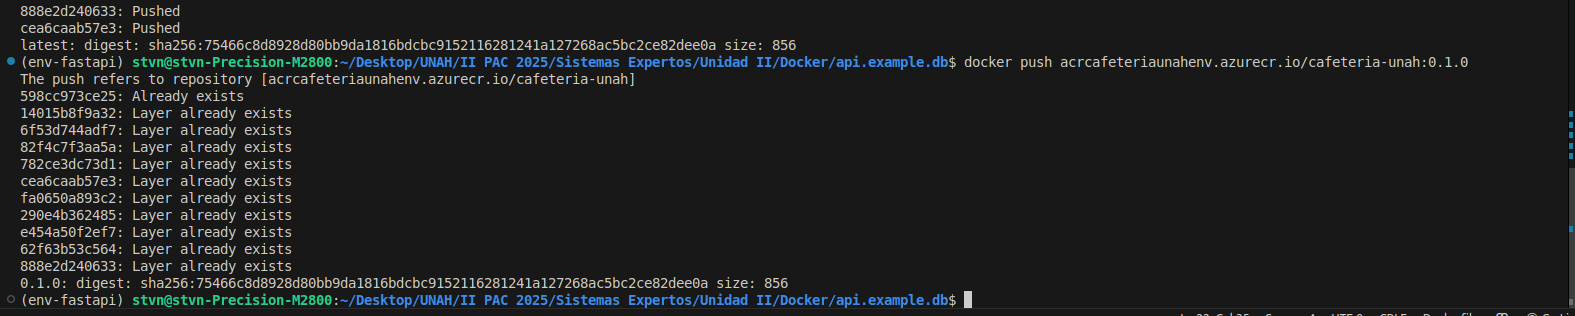 888e2d240633: Pushed
cea6caab57e3: Pushed
latest: digest: sha256:75466c8d8928d80bb9da1816bdcbc9152116281241a127268ac5bc2ce82dee0a size: 856
(env-fastapi) stvn@stvn-Precision-M2800:~/Desktop/UNAH/II PAC 2025/Sistemas Expertos/Unidad II/Docker/api.example.db$ docker push acrcafeteriaunahenv.azurecr.io/cafeteria-unah:0.1.0
The push refers to repository [acrcafeteriaunahenv.azurecr.io/cafeteria-unah]
598cc973ce25: Already exists
14015b8f9a32: Layer already exists
6f53d744adf7: Layer already exists
82f4c7f3aa5a: Layer already exists
782ce3dc73d1: Layer already exists
cea6caab57e3: Layer already exists
fa0650a893c2: Layer already exists
290e4b362485: Layer already exists
e454a50f2ef7: Layer already exists
62f63b53c564: Layer already exists
888e2d240633: Layer already exists
0.1.0: digest: sha256:75466c8d8928d80bb9da1816bdcbc9152116281241a127268ac5bc2ce82dee0a size: 856
(env-fastapi) stvn@stvn-Precision-M2800:~/Desktop/UNAH/II PAC 2025/Sistemas Expertos/Unidad II/Docker/api.example.db$